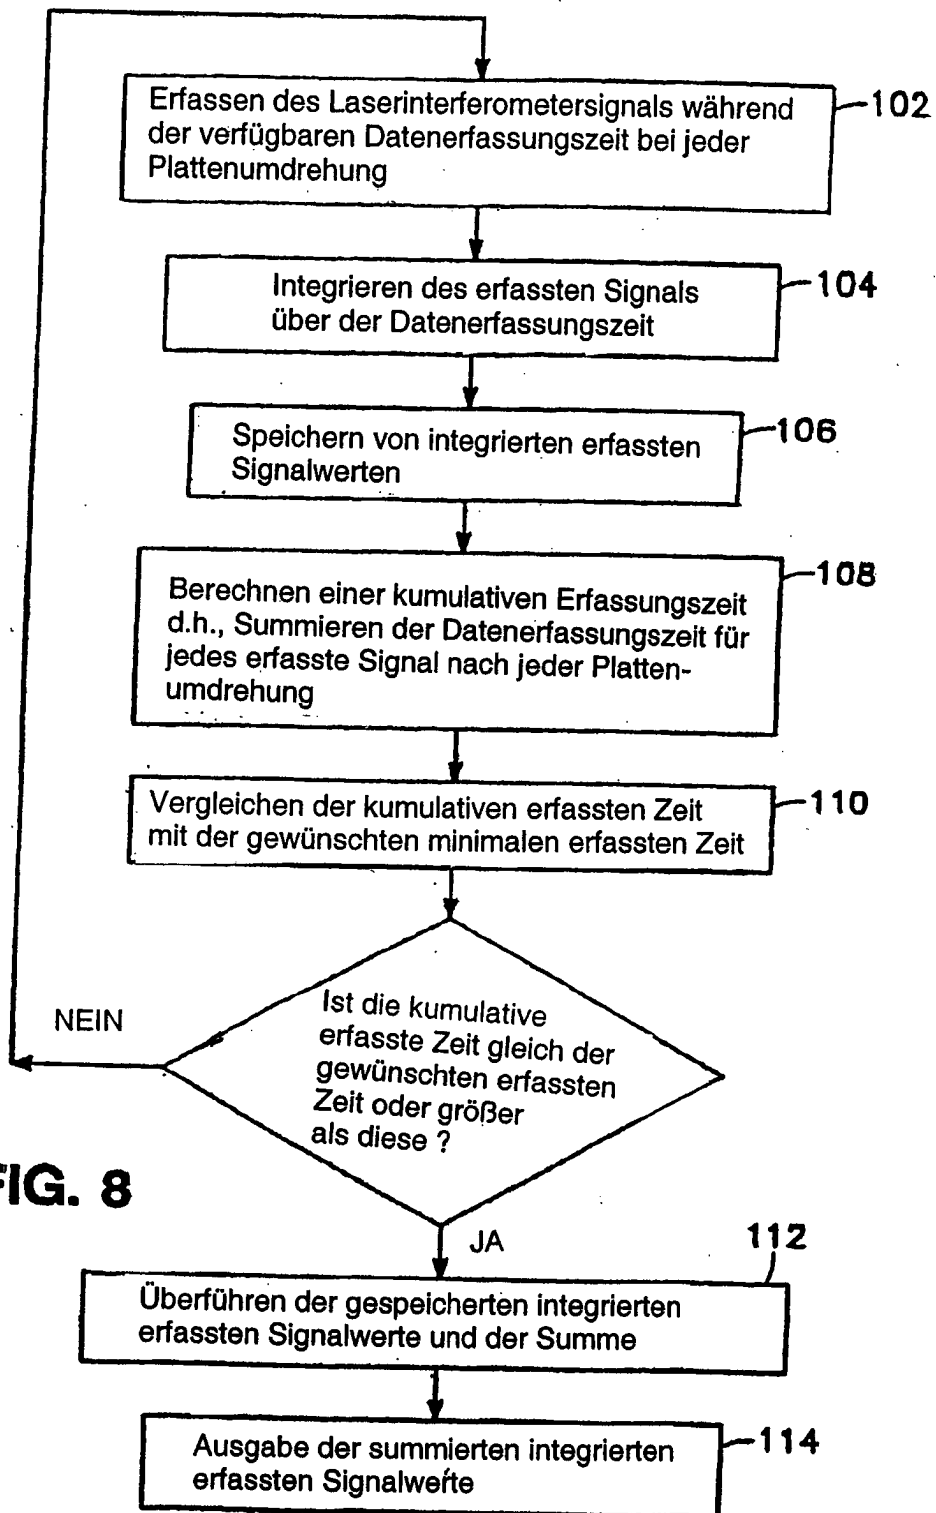 Erfassen des Laserinterferometersignals während
der verfügbaren Datenerfassungszeit bei jeder
Plattenumdrehung
102
Integrieren des erfassten Signals
über der Datenerfassungszeit
104
Speichern von integrierten erfassten
Signalwerten
106
Berechnen einer kumulativen Erfassungszeit
d.h., Summieren der Datenerfassungszeit für
jedes erfasste Signal nach jeder Platten-
umdrehung
108
Vergleichen der kumulativen erfassten Zeit
mit der gewünschten minimalen erfassten Zeit
110
Ist die kumulative
erfasste Zeit gleich der
gewünschten erfassten
Zeit oder größer
als diese ?
NEIN
FIG. 8
JA
112
Überführen der gespeicherten integrierten
erfassten Signalwerte und der Summe
Ausgabe der summierten integrierten
erfassten Signalwerte
114